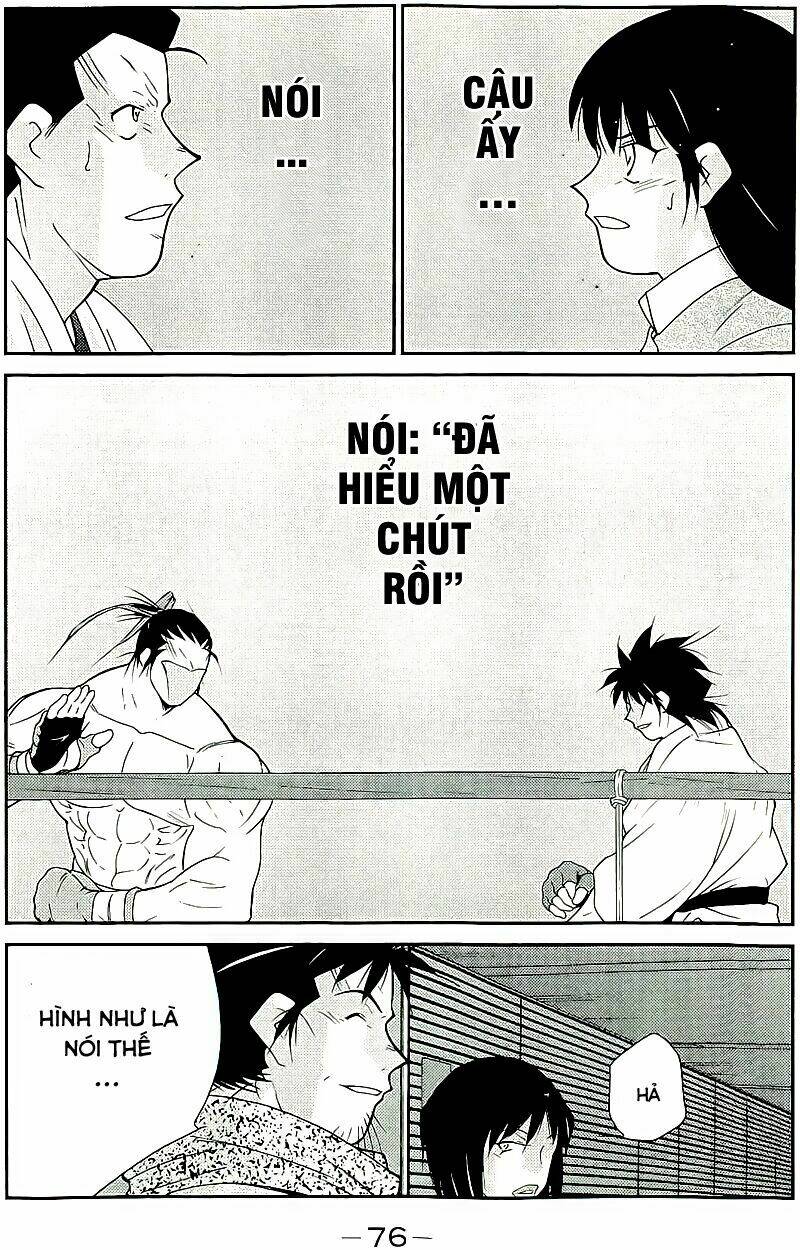 CẬU
ẤY
...
NÓI
...
NÓI: “ĐÃ
HIỂU MỘT
CHÚT
RỒI”
HÌNH NHƯ LÀ
NÓI THẾ
...
HẢ
—76—